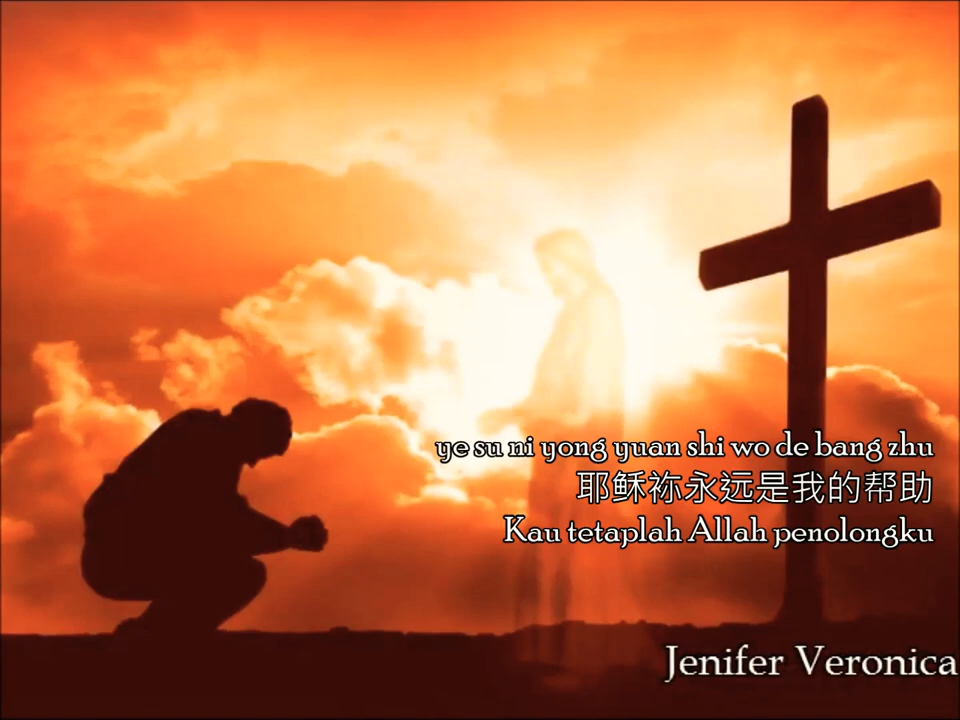 ye su ni yong yuan shi wo de bang zhu
耶稣祢永远是我的帮助
Kau tetaplah Allah penolongku
Jenifer Veronica